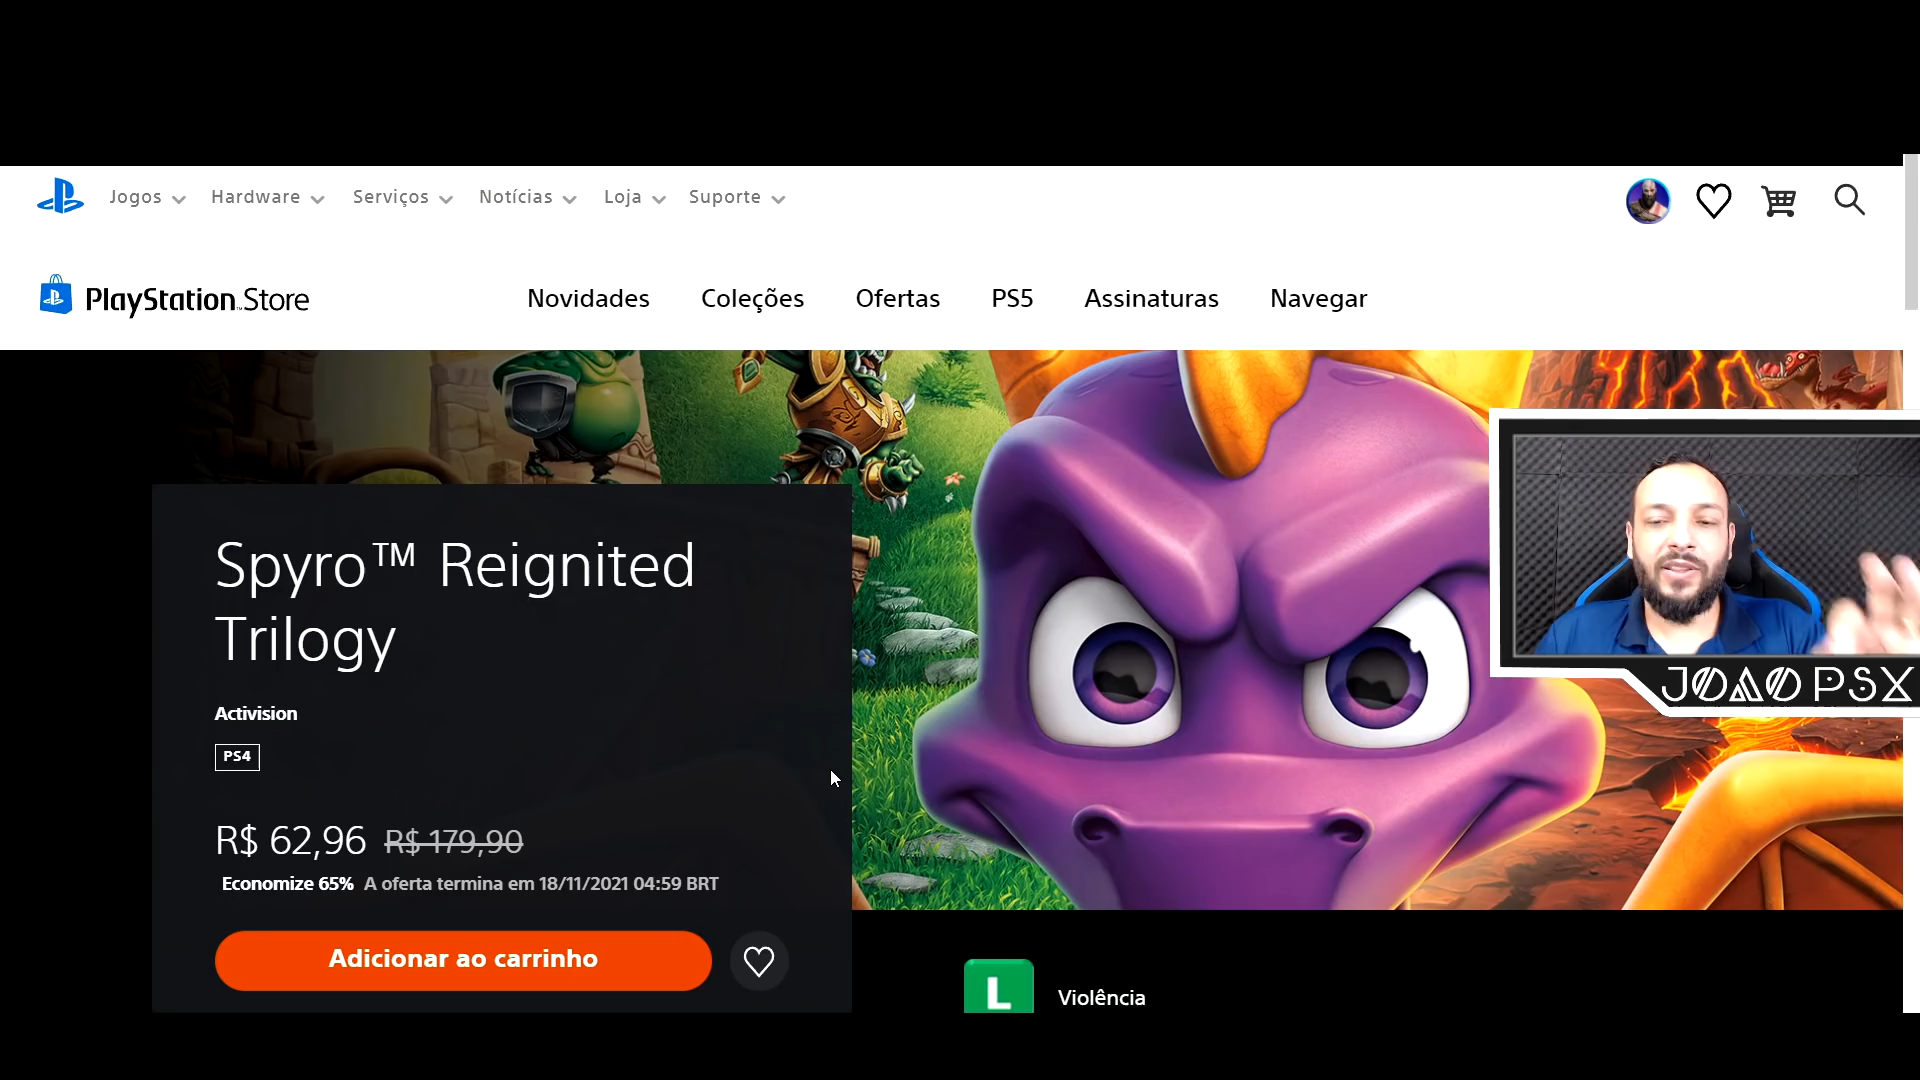 Jogos Hardware Serviços Notícias Loja Suporte
PlayStation Store Novidades Coleções Ofertas PS5 Assinaturas Navegar
Spyro™ Reignited
Trilogy
Activision
PS4
R$ 62,96 R$ 179,90
Economize 65% A oferta termina em 18/11/2021 04:59 BRT
Adicionar ao carrinho
L Violência
JOAO PSX